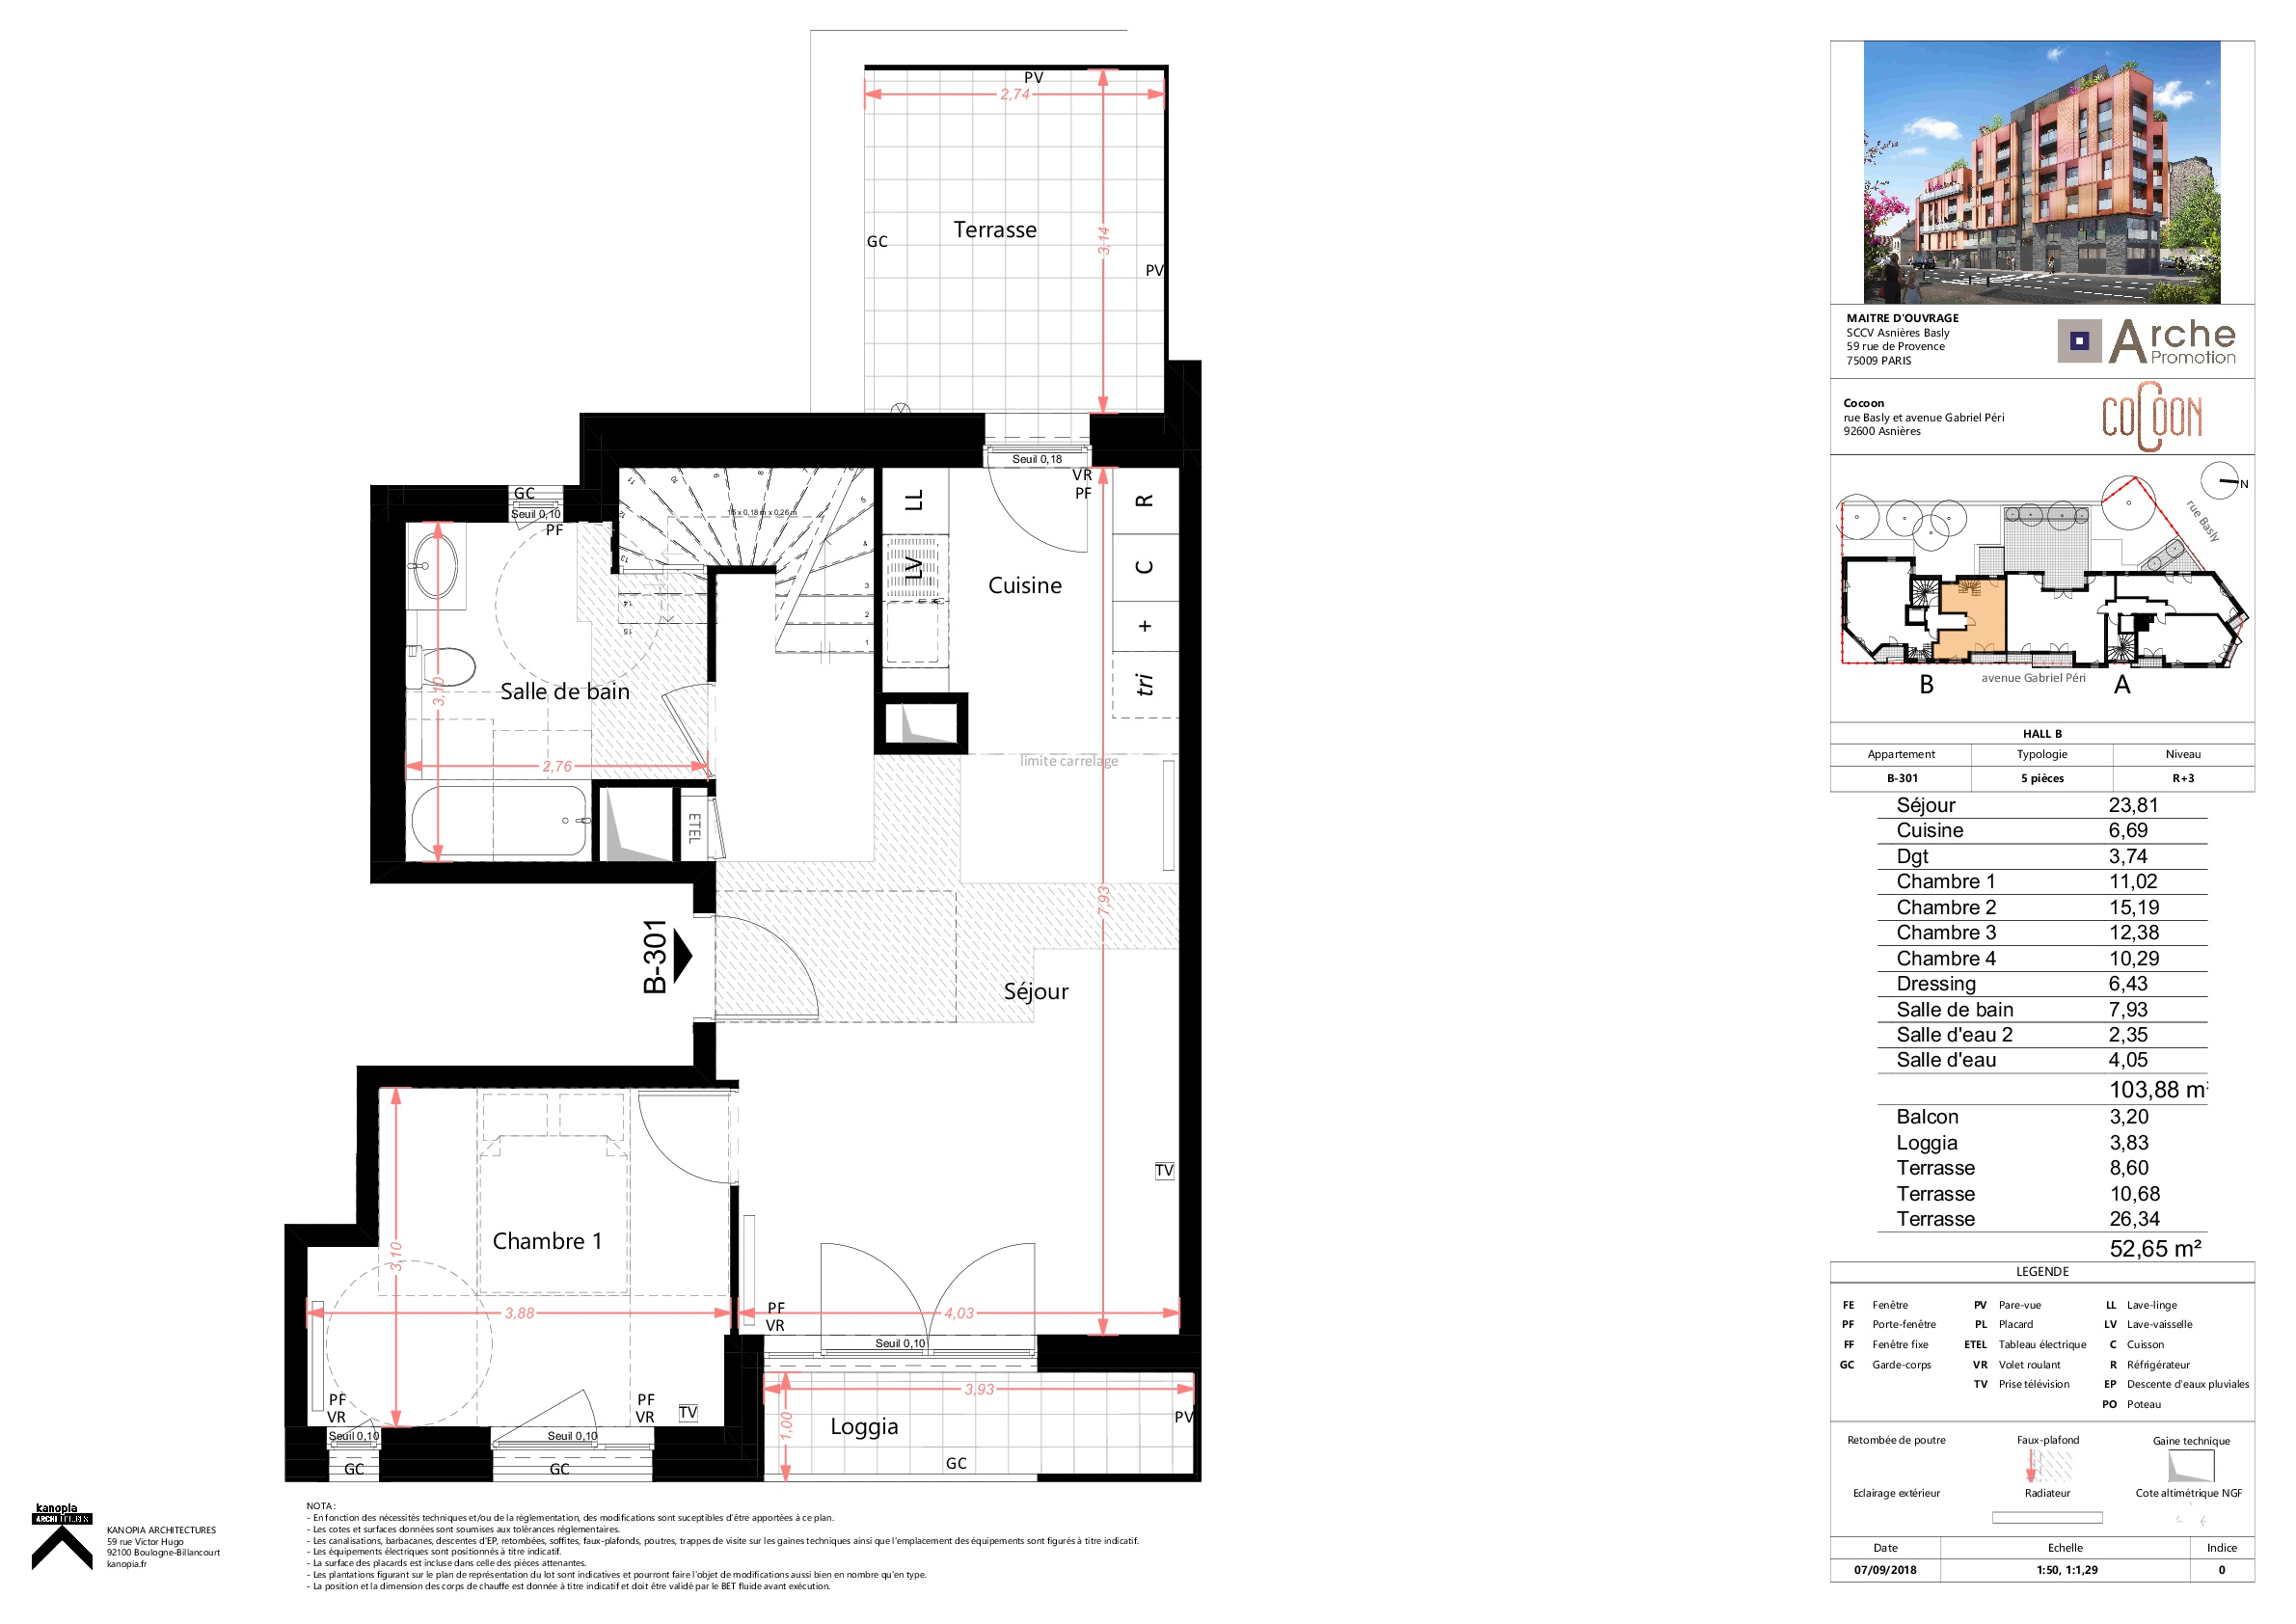 PV
2,74
Terrasse
3,14
GC
PV
Seuil 0,18
VR
PF
GC
Seuil 0,10
PF
16 x 0,18 m x 0,26 m
1
2
3
4
5
13
14
15
LL
LV
R
C
+
tri
Cuisine
3,10
Salle de bain
2,76
limite carrelage
ETEL
7,93
B-301
Séjour
TV
Chambre 1
3,10
3,88
4,03
PF
VR
Seuil 0,10
PF
VR
PF
VR
TV
Seuil 0,10
Seuil 0,10
GC
GC
3,93
1,00
Loggia
PV
GC
MAITRE D'OUVRAGE
SCCV Asnières Basly
59 rue de Provence
75009 PARIS
Arche
Promotion
Cocoon
rue Basly et avenue Gabriel Péri
92600 Asnières
COCOON
N
rue Basly
avenue Gabriel Péri
B
A
HALL B
Appartement Typologie Niveau
B-301 5 pièces R+3
Séjour 23,81
Cuisine 6,69
Dgt 3,74
Chambre 1 11,02
Chambre 2 15,19
Chambre 3 12,38
Chambre 4 10,29
Dressing 6,43
Salle de bain 7,93
Salle d'eau 2 2,35
Salle d'eau 4,05
103,88 m²
Balcon 3,20
Loggia 3,83
Terrasse 8,60
Terrasse 10,68
Terrasse 26,34
52,65 m²
LEGENDE
FE Fenêtre PV Pare-vue LL Lave-linge
PF Porte-fenêtre PL Placard LV Lave-vaisselle
FF Fenêtre fixe ETEL Tableau électrique C Cuisson
GC Garde-corps VR Volet roulant R Réfrigérateur
TV Prise télévision EP Descente d'eaux pluviales
PO Poteau
Retombée de poutre Faux-plafond Gaine technique
Eclairage extérieur Radiateur Cote altimétrique NGF
Date Echelle Indice
07/09/2018 1:50, 1:1,29 0
kanopia
ARCHITECTURES
KANOPIA ARCHITECTURES
59 rue Victor Hugo
92100 Boulogne-Billancourt
kanopia.fr
NOTA :
- En fonction des nécessités techniques et/ou de la réglementation, des modifications sont suceptibles d'être apportées à ce plan.
- Les cotes et surfaces données sont soumises aux tolérances réglementaires.
- Les canalisations, barbacanes, descentes d'EP, retombées, soffites, faux-plafonds, poutres, trappes de visite sur les gaines techniques ainsi que l'emplacement des équipements sont figurés à titre indicatif.
- Les équipements électriques sont positionnés à titre indicatif.
- La surface des placards est incluse dans celle des pièces attenantes.
- Les plantations figurant sur le plan de représentation du lot sont indicatives et pourront faire l'objet de modifications aussi bien en nombre qu'en type.
- La position et la dimension des corps de chauffe est donnée à titre indicatif et doit être validé par le BET fluide avant exécution.